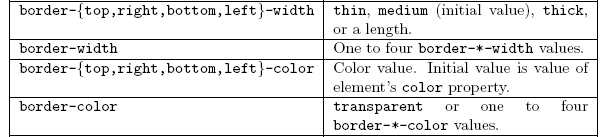 border-{top,right,bottom,left}-width thin, medium (initial value), thick,
or a length.
border-width One to four border-*-width values.
border-{top,right,bottom,left}-color Color value. Initial value is value of
element's color property.
border-color transparent or one to four
border-*-color values.